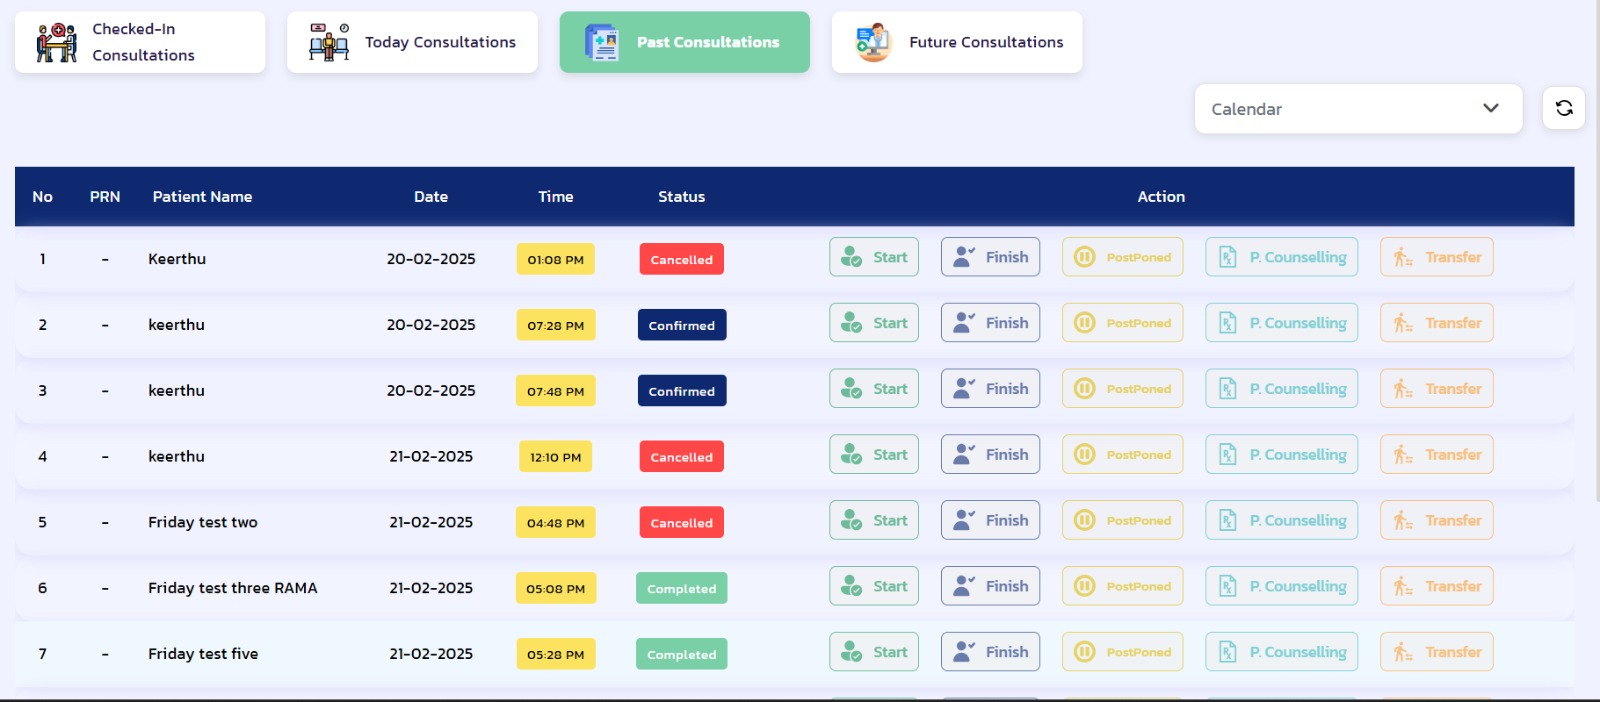 Checked-In
Consultations
Today Consultations
Past Consultations
Future Consultations
Calendar
No PRN Patient Name Date Time Status Action
1 - Keerthu 20-02-2025 01:08 PM Cancelled Start Finish PostPoned P. Counselling Transfer
2 - keerthu 20-02-2025 07:28 PM Confirmed Start Finish PostPoned P. Counselling Transfer
3 - keerthu 20-02-2025 07:48 PM Confirmed Start Finish PostPoned P. Counselling Transfer
4 - keerthu 21-02-2025 12:10 PM Cancelled Start Finish PostPoned P. Counselling Transfer
5 - Friday test two 21-02-2025 04:48 PM Cancelled Start Finish PostPoned P. Counselling Transfer
6 - Friday test three RAMA 21-02-2025 05:08 PM Completed Start Finish PostPoned P. Counselling Transfer
7 - Friday test five 21-02-2025 05:28 PM Completed Start Finish PostPoned P. Counselling Transfer